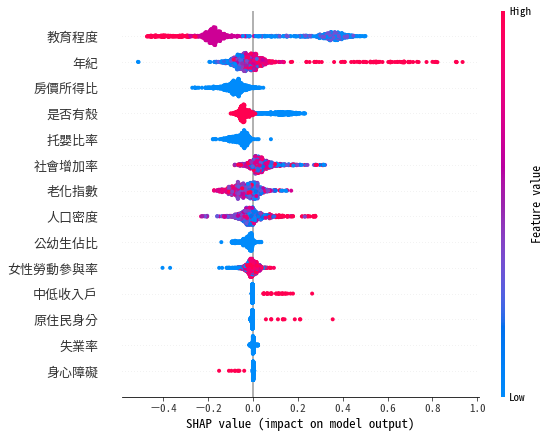 High
教育程度
年紀
房價所得比
是否有殼
托嬰比率
社會增加率
老化指數
人口密度
公幼生佔比
女性勞動參與率
中低收入戶
原住民身分
失業率
身心障礙
Feature value
Low
−0.4 −0.2 0.0 0.2 0.4 0.6 0.8 1.0
SHAP value (impact on model output)